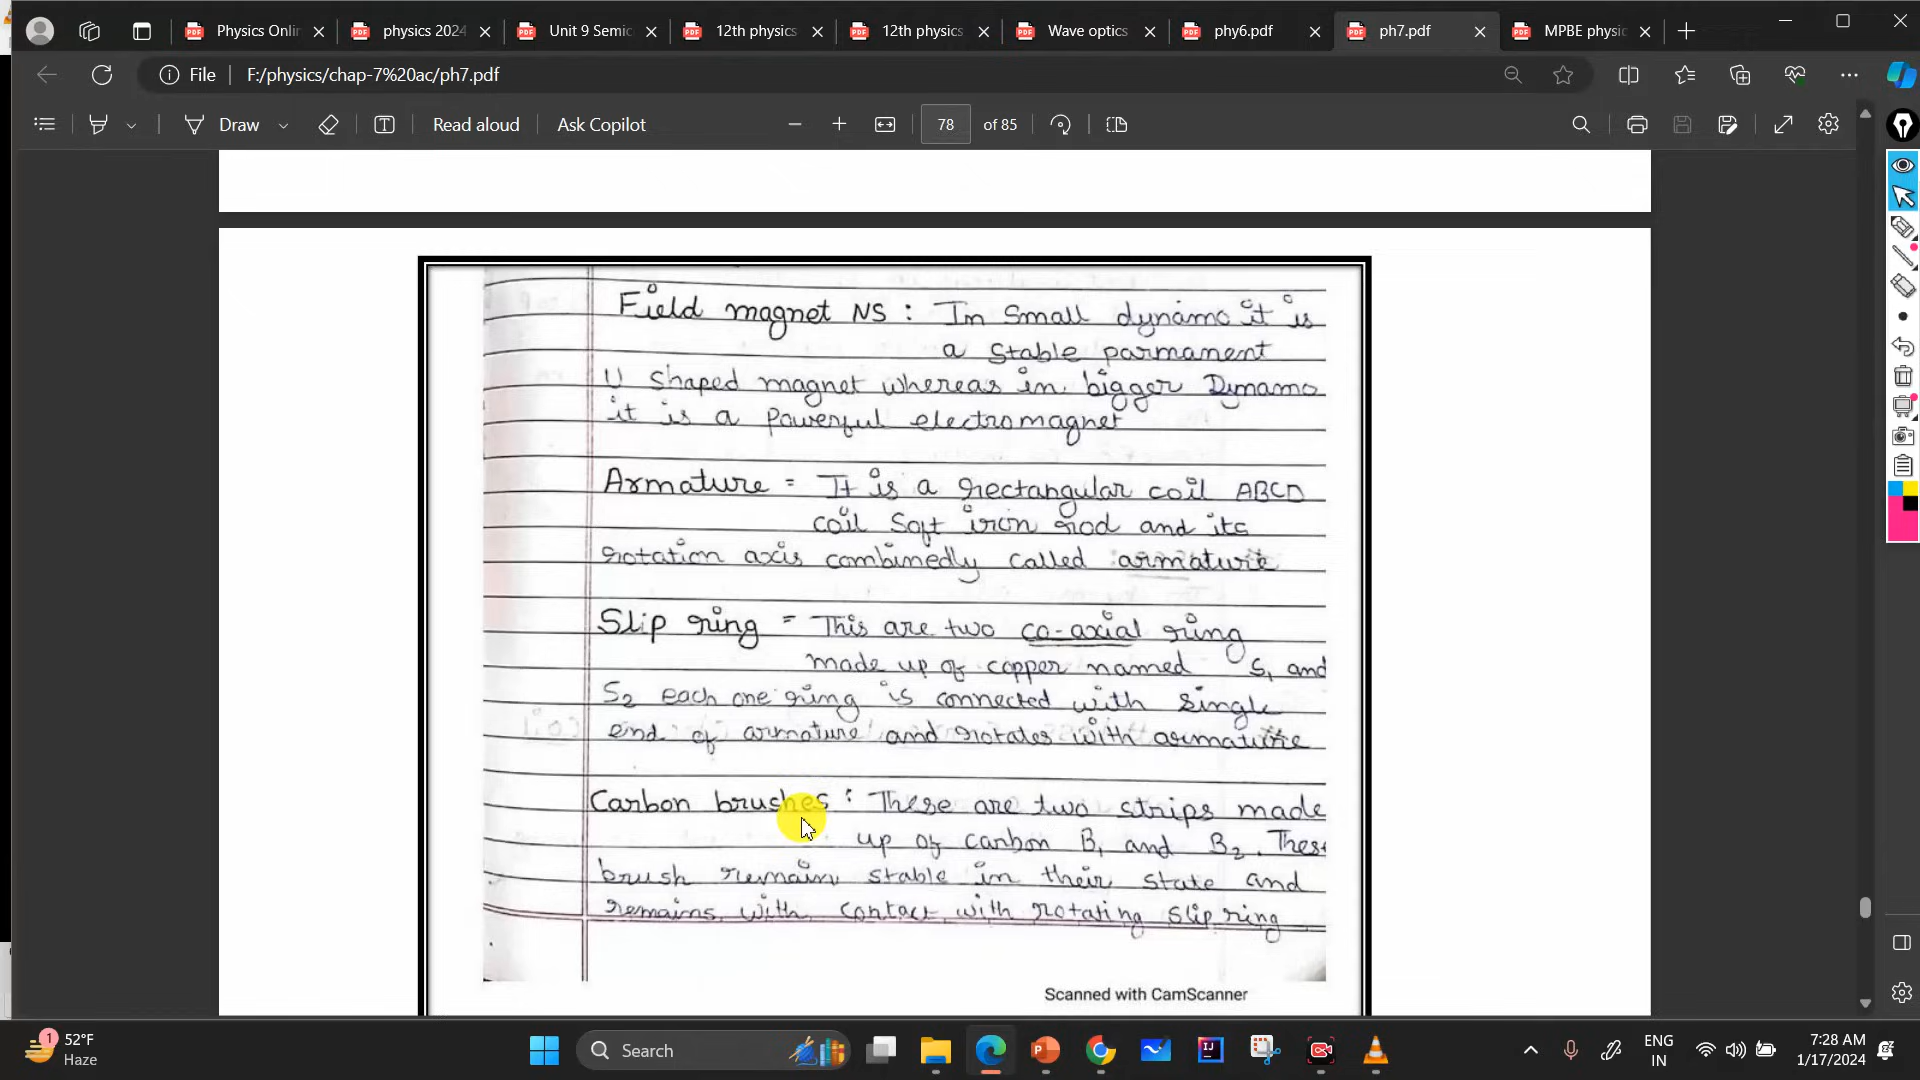 Physics Onlin
physics 2024
Unit 9 Semic
12th physics
12th physics
Wave optics
phy6.pdf
ph7.pdf
MPBE physic
File
F:/physics/chap-7%20ac/ph7.pdf
Draw
Read aloud
Ask Copilot
78 of 85
Field magnet NS : In Small dynamo it is
a stable parmanent
U shaped magnet whereas in bigger Dynamo
it is a powerful electromagnet
Armature = It is a rectangular coil ABCD
coil Soft iron rod and its
rotation axis combinedly called armature
Slip ring = This are two co-axial ring
made up of copper named S1 and
S2 each one ring is connected with single
end of armature and rotates with armature
Carbon brushes : These are two strips made
up of carbon B1 and B2. These
brush remain stable in their state and
remains with contact with rotating slip ring
Scanned with CamScanner
1
52°F
Haze
Search
ENG
IN
7:28 AM
1/17/2024